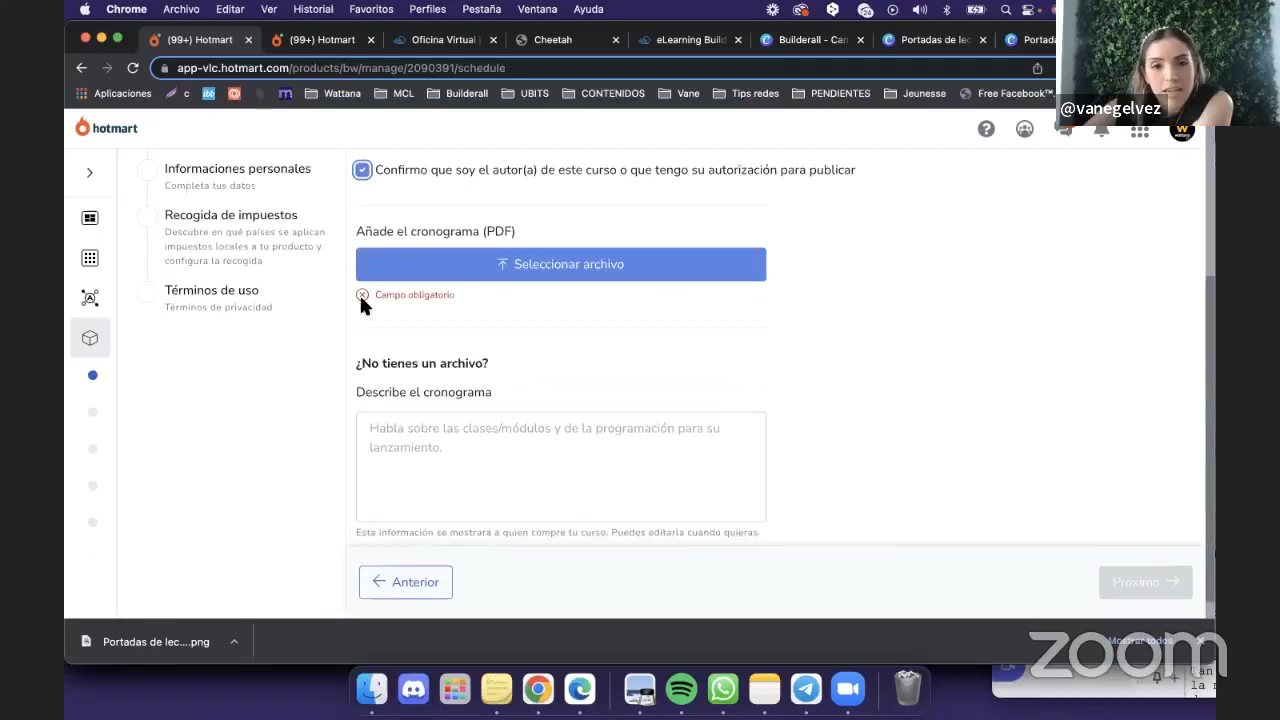 Chrome Archivo Editar Ver Historial Favoritos Perfiles Pestaña Ventana Ayuda
(99+) Hotmart
(99+) Hotmart
Oficina Virtual
Cheetah
eLearning Build
Builderall - Can
Portadas de lec
Portada
app-vlc.hotmart.com/products/bw/manage/2090391/schedule
Aplicaciones
c
Wattana
MCL
Builderall
UBITS
CONTENIDOS
Vane
Tips redes
PENDIENTES
Jeunesse
Free Facebook™
@vanegelvez
hotmart
Informaciones personales
Completa tus datos
Recogida de impuestos
Descubre en qué países se aplican
impuestos locales a tu producto y
configura la recogida
Términos de uso
Términos de privacidad
Confirmo que soy el autor(a) de este curso o que tengo su autorización para publicar
Añade el cronograma (PDF)
Seleccionar archivo
Campo obligatorio
¿No tienes un archivo?
Describe el cronograma
Habla sobre las clases/módulos y de la programación para su
lanzamiento.
Esta información se mostrará a quien compre tu curso. Puedes editarla cuando quieras.
Anterior
Próximo
Portadas de lec....png
Mostrar todos
zoom